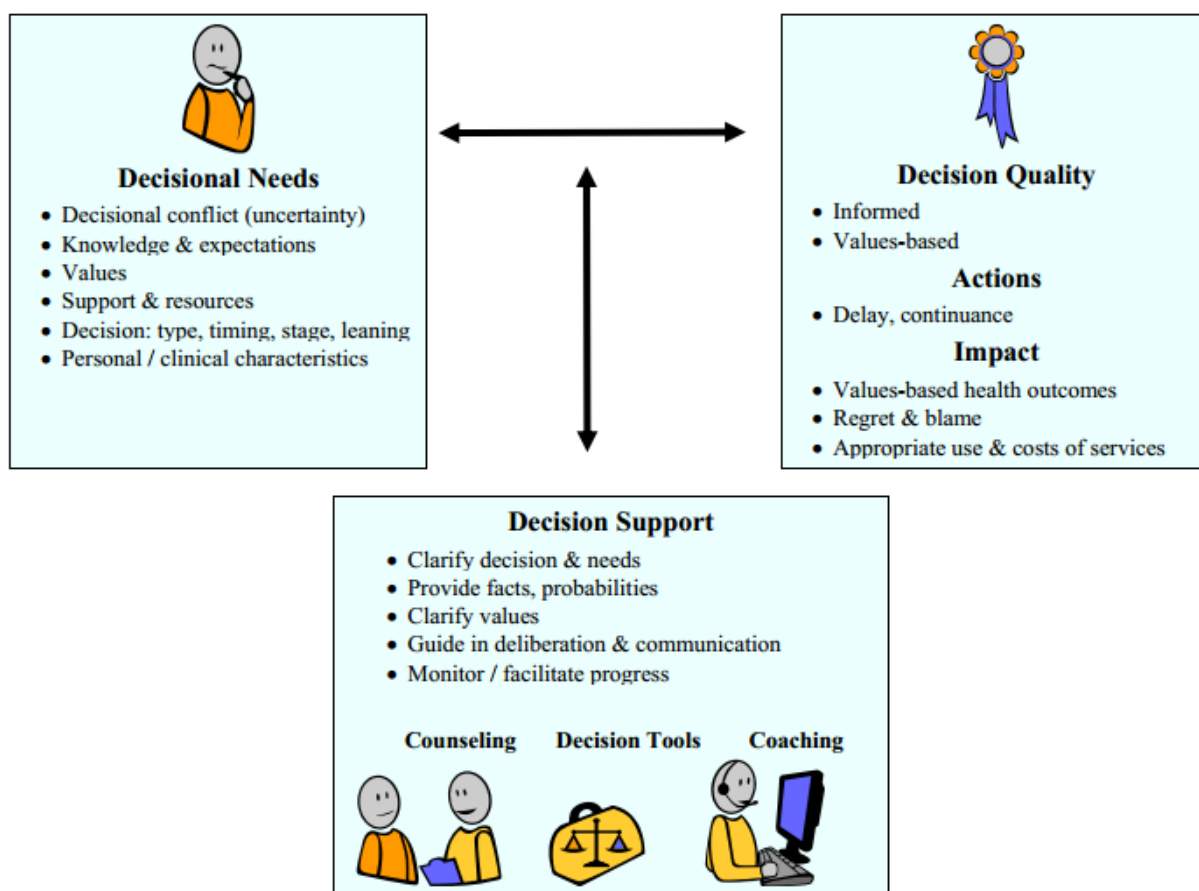 Decisional Needs
• Decisional conflict (uncertainty)
• Knowledge & expectations
• Values
• Support & resources
• Decision: type, timing, stage, leaning
• Personal / clinical characteristics
Decision Quality
• Informed
• Values-based
Actions
• Delay, continuance
Impact
• Values-based health outcomes
• Regret & blame
• Appropriate use & costs of services
Decision Support
• Clarify decision & needs
• Provide facts, probabilities
• Clarify values
• Guide in deliberation & communication
• Monitor / facilitate progress
Counseling Decision Tools Coaching